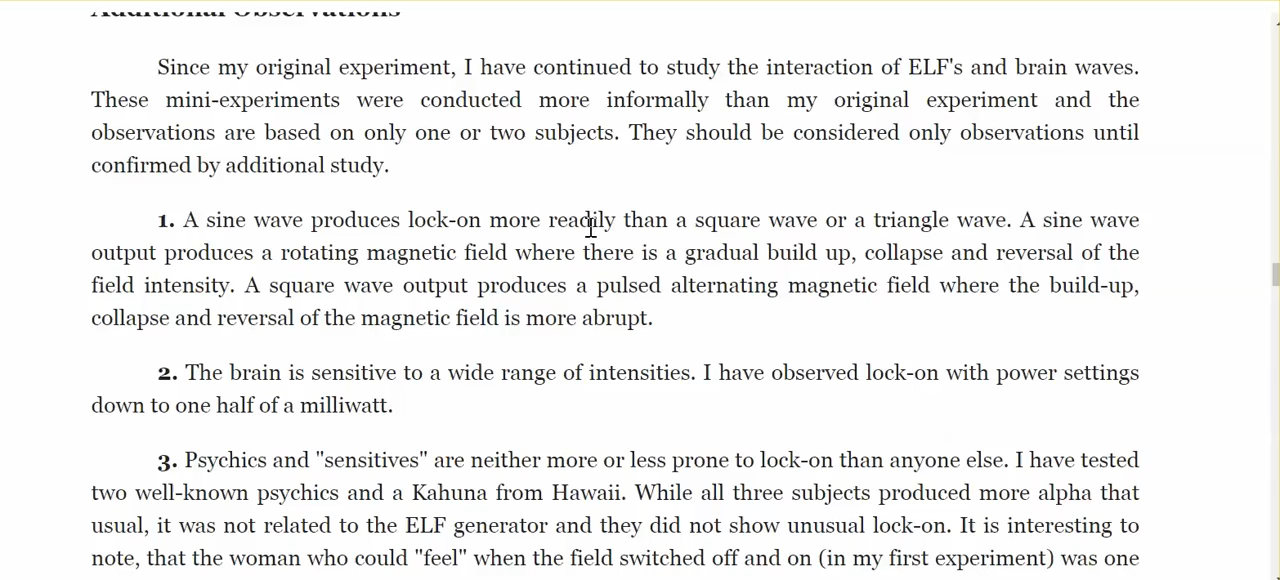 Additional Observations
Since my original experiment, I have continued to study the interaction of ELF's and brain waves.
These mini-experiments were conducted more informally than my original experiment and the
observations are based on only one or two subjects. They should be considered only observations until
confirmed by additional study.
1. A sine wave produces lock-on more readily than a square wave or a triangle wave. A sine wave
output produces a rotating magnetic field where there is a gradual build up, collapse and reversal of the
field intensity. A square wave output produces a pulsed alternating magnetic field where the build-up,
collapse and reversal of the magnetic field is more abrupt.
2. The brain is sensitive to a wide range of intensities. I have observed lock-on with power settings
down to one half of a milliwatt.
3. Psychics and "sensitives" are neither more or less prone to lock-on than anyone else. I have tested
two well-known psychics and a Kahuna from Hawaii. While all three subjects produced more alpha that
usual, it was not related to the ELF generator and they did not show unusual lock-on. It is interesting to
note, that the woman who could "feel" when the field switched off and on (in my first experiment) was one